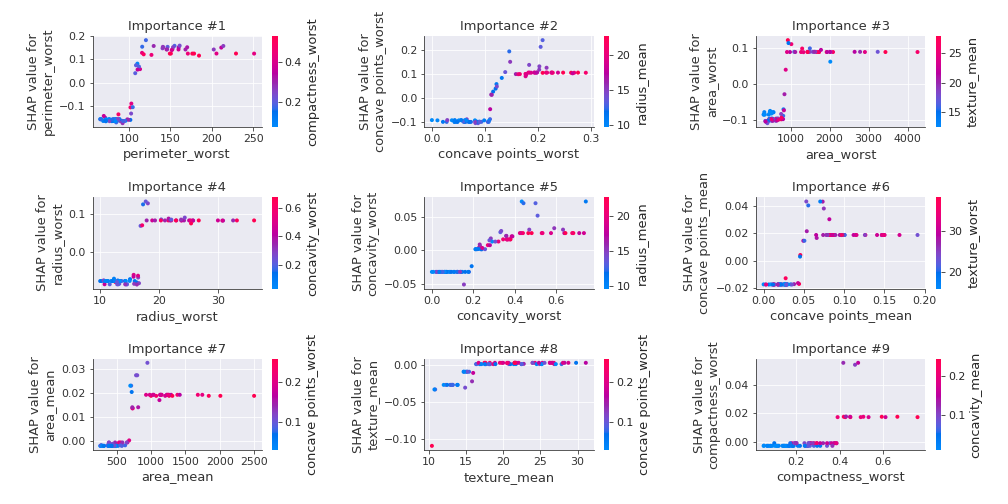 Importance #1
SHAP value for
perimeter_worst
0.2
0.1
0.0
−0.1
50
100
150
200
250
perimeter_worst
0.4
0.2
compactness_worst
Importance #2
SHAP value for
concave points_worst
0.2
0.1
0.0
−0.1
0.0
0.1
0.2
0.3
concave points_worst
20
15
10
radius_mean
Importance #3
SHAP value for
area_worst
0.1
0.0
−0.1
1000
2000
3000
4000
area_worst
25
20
15
texture_mean
Importance #4
SHAP value for
radius_worst
0.1
0.0
10
20
30
radius_worst
0.6
0.4
0.2
concavity_worst
Importance #5
SHAP value for
concavity_worst
0.05
0.00
−0.05
0.0
0.2
0.4
0.6
concavity_worst
20
15
10
radius_mean
Importance #6
SHAP value for
concave points_mean
0.04
0.02
0.00
−0.02
0.00
0.05
0.10
0.15
0.20
concave points_mean
30
20
texture_worst
Importance #7
SHAP value for
area_mean
0.03
0.02
0.01
0.00
500
1000
1500
2000
2500
area_mean
0.2
0.1
concave points_worst
Importance #8
SHAP value for
texture_mean
0.00
−0.05
−0.10
10
15
20
25
30
texture_mean
0.2
0.1
concave points_worst
Importance #9
SHAP value for
compactness_worst
0.04
0.02
0.00
0.2
0.4
0.6
compactness_worst
0.2
0.1
concavity_mean